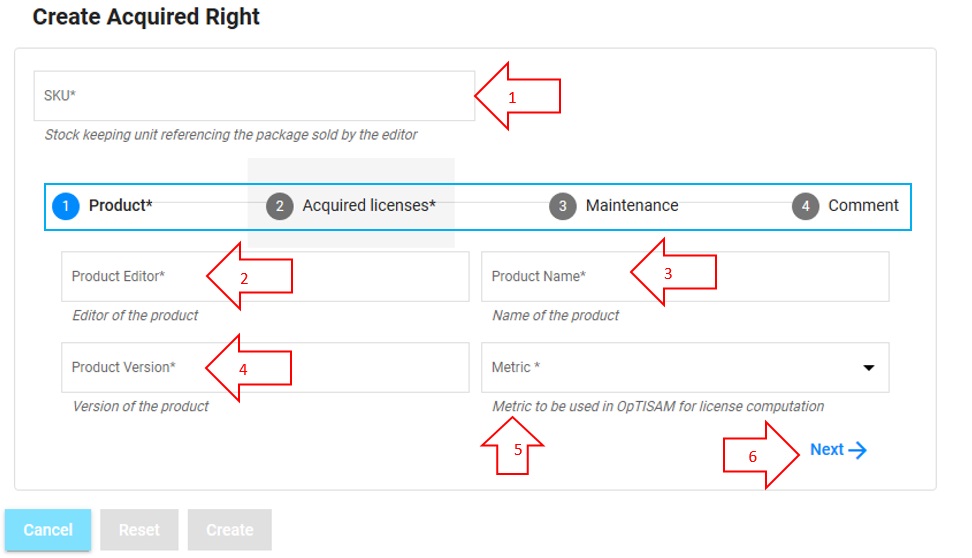 Create Acquired Right
SKU*
1
Stock keeping unit referencing the package sold by the editor
1 Product* 2 Acquired licenses* 3 Maintenance 4 Comment
Product Editor* 2 Product Name* 3
Editor of the product Name of the product
Product Version* 4 Metric *
Version of the product Metric to be used in OpTISAM for license computation
5
6 Next
Cancel Reset Create